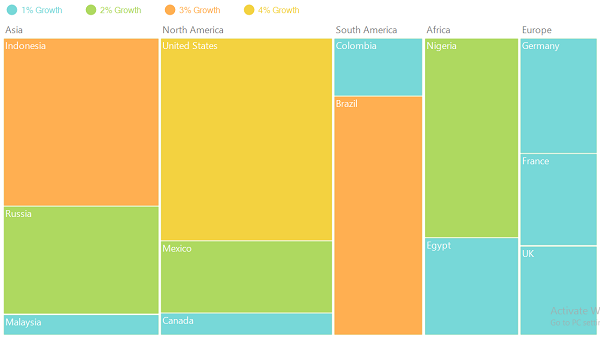 1% Growth 2% Growth 3% Growth 4% Growth
Asia North America South America Africa Europe
Indonesia United States Colombia Nigeria Germany
Brazil
France
Russia
Egypt
Mexico
UK
Activate W
Malaysia Canada